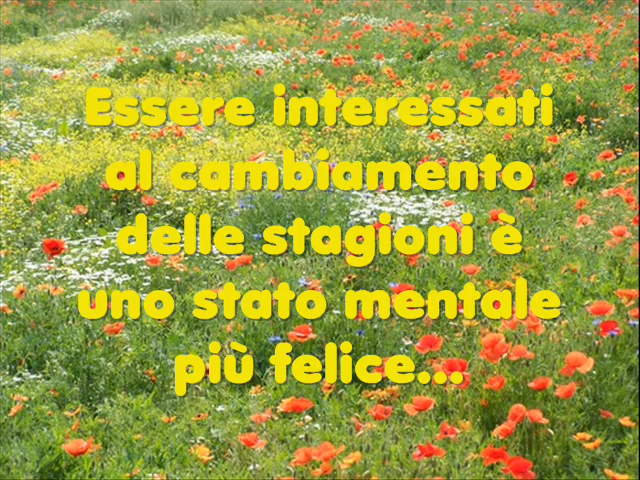 Essere interessati
al cambiamento
delle stagioni è
uno stato mentale
più felice...